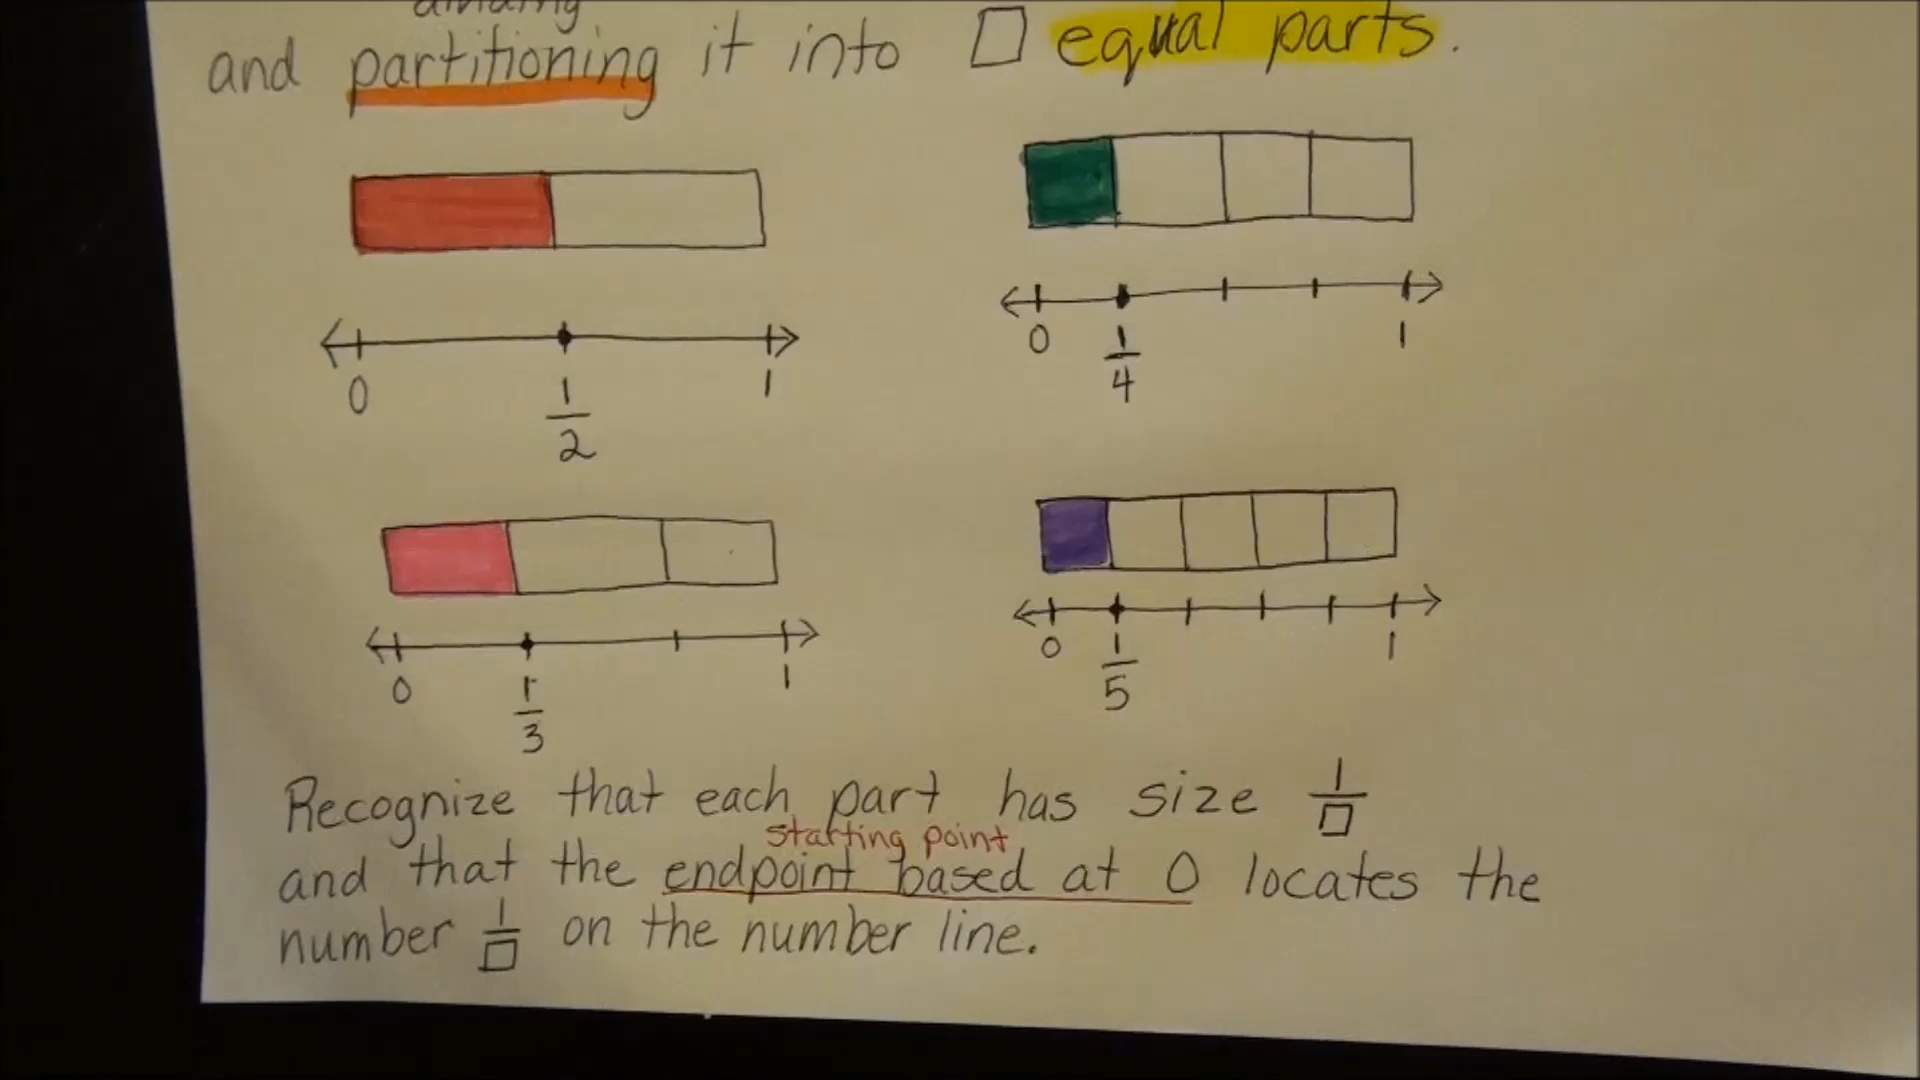 dividing
and partitioning it into □ equal parts.
0 1/2 1
0 1/4 1
0 1/3 1
0 1/5 1
Recognize that each part has size 1/□
starting point
and that the endpoint based at 0 locates the
number 1/□ on the number line.